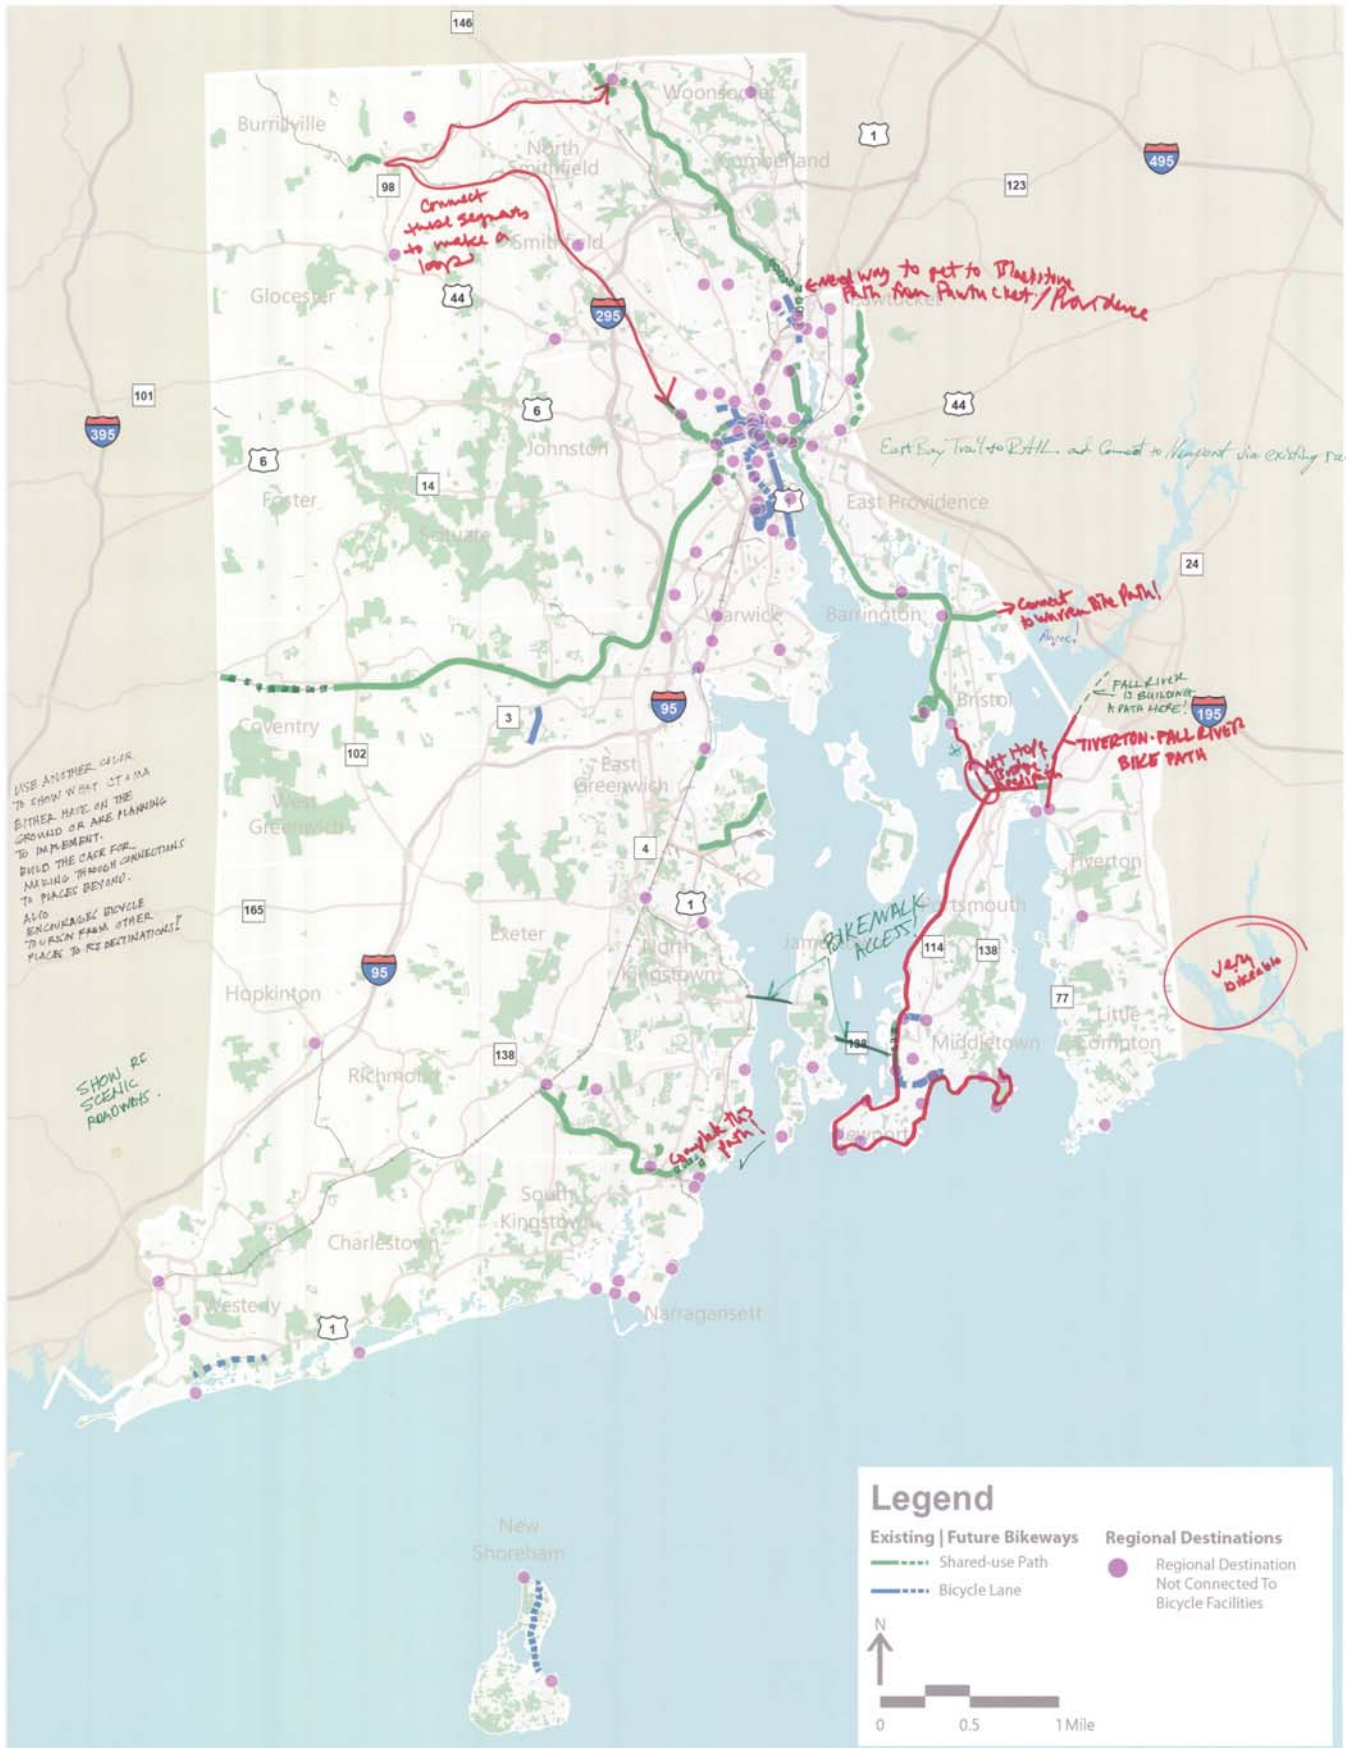 146
Woonsocket
Burrillville
1
North
Smithfield
Cumberland
495
98
123
Connect
these segments
to make a
loop
Smithfield
Glocester
44
295
need way to get to Blackstone
Path from Pawtucket/Providence
Pawtucket
101
6
44
395
Johnston
East Bay Trail to
and Connect to Newport via existing
6
14
Foster
Scituate
1
East Providence
24
Warwick
Barrington
Connect
to Warren Bike Path!
Agree!
FALL RIVER
IS BUILDING
A PATH HERE!
195
Bristol
95
3
Coventry
102
TIVERTON-FALL RIVER
BIKE PATH
Mt Hope
Bridge
USE ANOTHER COLOR
TO SHOW WHAT CT & MA
EITHER HAVE ON THE
GROUND OR ARE PLANNING
TO IMPLEMENT.
BUILD THE CASE FOR
MAKING THROUGH CONNECTIONS
TO PLACES BEYOND.
ALSO
ENCOURAGES BICYCLE
TOURISM FROM OTHER
PLACES TO RI DESTINATIONS!
East
Greenwich
West
Greenwich
4
Tiverton
165
1
Portsmouth
Exeter
BIKE/WALK
ACCESS!
Jamestown
114
138
North
Kingstown
95
very
bikeable
Hopkinton
77
Little
Compton
138
138
Middletown
Richmond
SHOW RI
SCENIC
ROADWAYS.
Complete this
path!
Newport
South
Kingstown
Charlestown
Westerly
1
Narragansett
New
Shoreham
Legend
Existing | Future Bikeways
Shared-use Path
Bicycle Lane
Regional Destinations
Regional Destination
Not Connected To
Bicycle Facilities
N
0 0.5 1 Mile